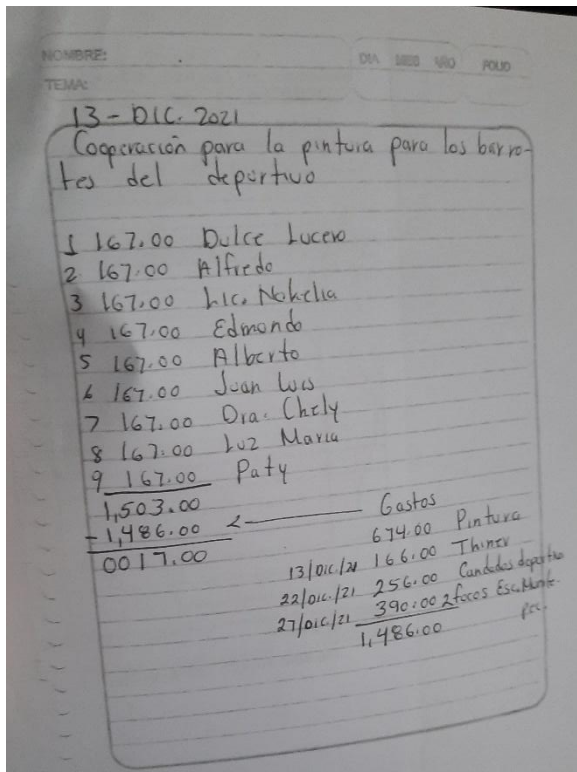 NOMBRE: DIA MES AÑO FOLIO
TEMA:
13-DIC. 2021
Cooperación para la pintura para los barro-
tes del deportivo
1 167.00 Dulce Lucero
2 167.00 Alfredo
3 167.00 Lic. Nohelia
4 167.00 Edmondo
5 167.00 Alberto
6 167.00 Juan Luis
7 167.00 Dra. Chely
8 167.00 Luz Maria
9 167.00 Paty
1,503.00
-1,486.00 Gastos
0017.00
674.00 Pintura
13/DIC/21 166.00 Thiner
22/DIC./21 256.00 Candados deportivo
27/DIC/21 390.00 2 focos
1,486.00